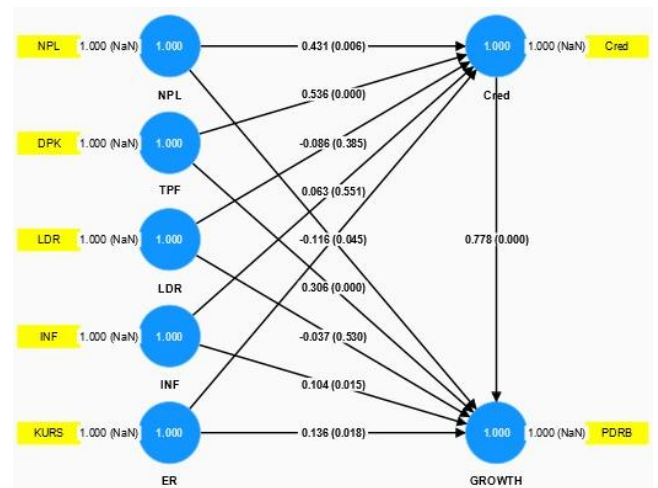 NPL 1.000 (NaN) 1.000 0.431 (0.006) 1.000 1.000 (NaN) Cred
NPL Cred
0.536 (0.000)
DPK 1.000 (NaN) 1.000 -0.086 (0.385)
TPF
0.063 (0.551)
LDR 1.000 (NaN) 1.000 -0.116 (0.045) 0.778 (0.000)
LDR
0.306 (0.000)
INF 1.000 (NaN) 1.000 -0.037 (0.530)
INF
0.104 (0.015)
KURS 1.000 (NaN) 1.000 0.136 (0.018) 1.000 1.000 (NaN) PDRB
ER GROWTH